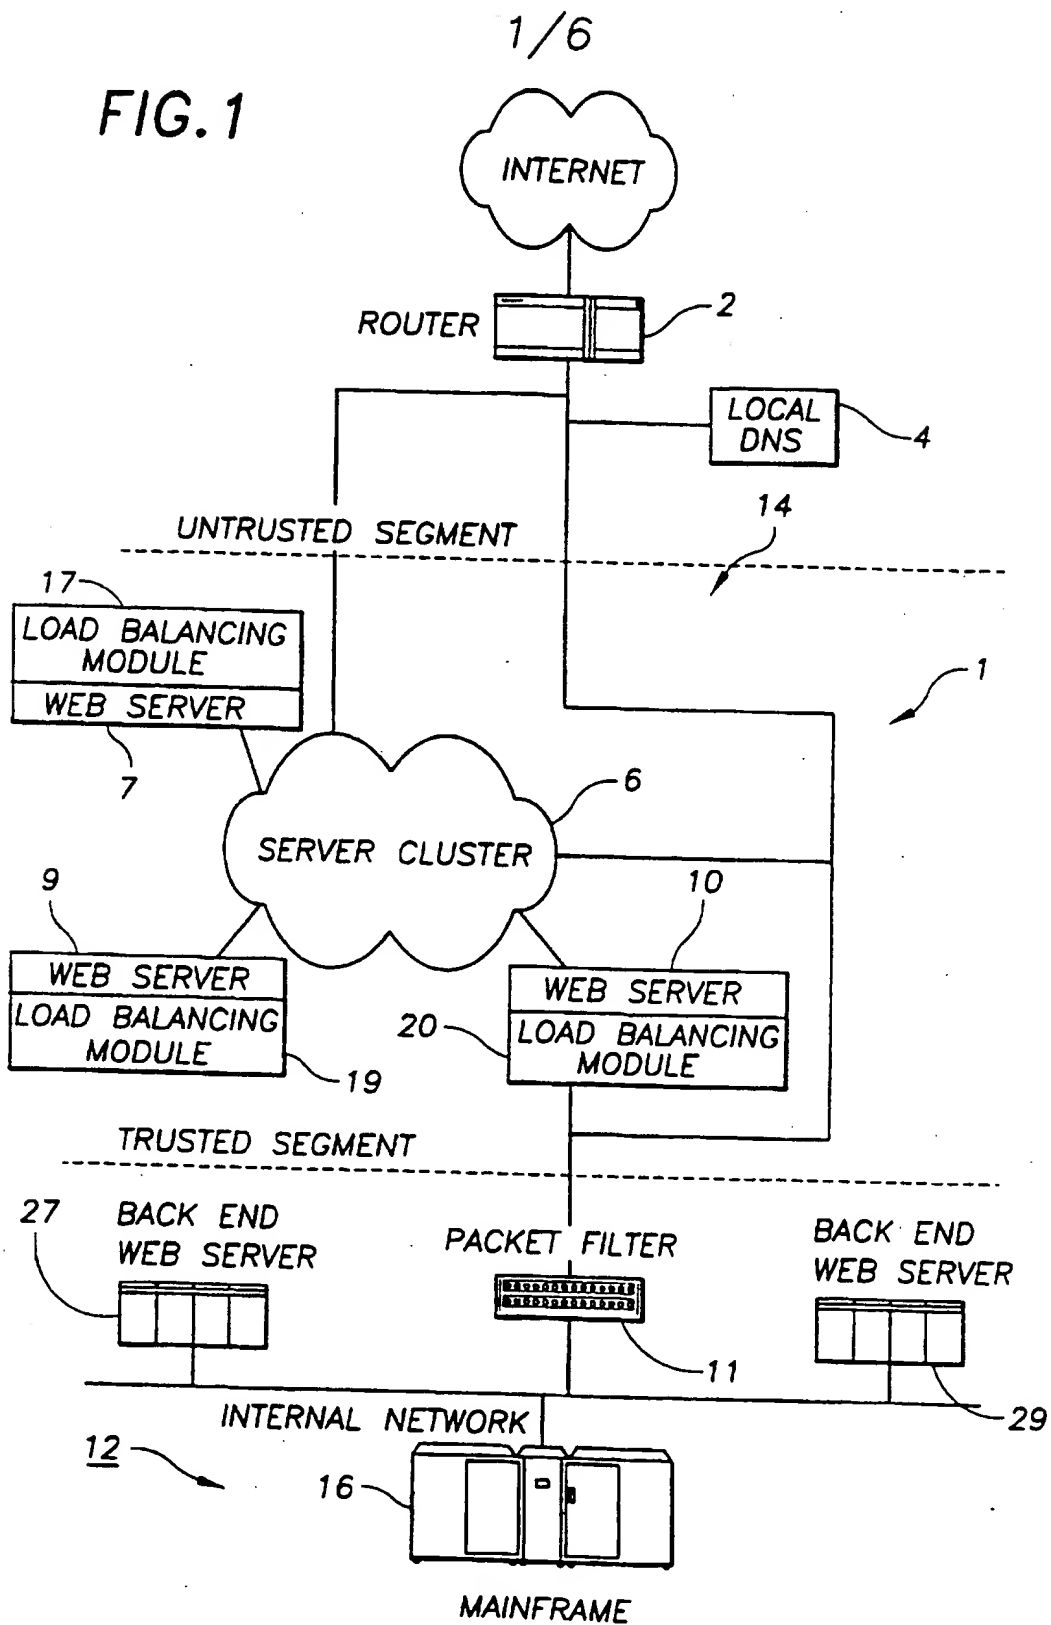 1/6
FIG. 1
INTERNET
ROUTER
2
LOCAL
DNS
4
14
UNTRUSTED SEGMENT
17
LOAD BALANCING
MODULE
WEB SERVER
7
1
6
SERVER CLUSTER
9
10
WEB SERVER
LOAD BALANCING
MODULE
19
WEB SERVER
20
LOAD BALANCING
MODULE
TRUSTED SEGMENT
27
BACK END
WEB SERVER
PACKET FILTER
BACK END
WEB SERVER
11
29
INTERNAL NETWORK
12
16
MAINFRAME